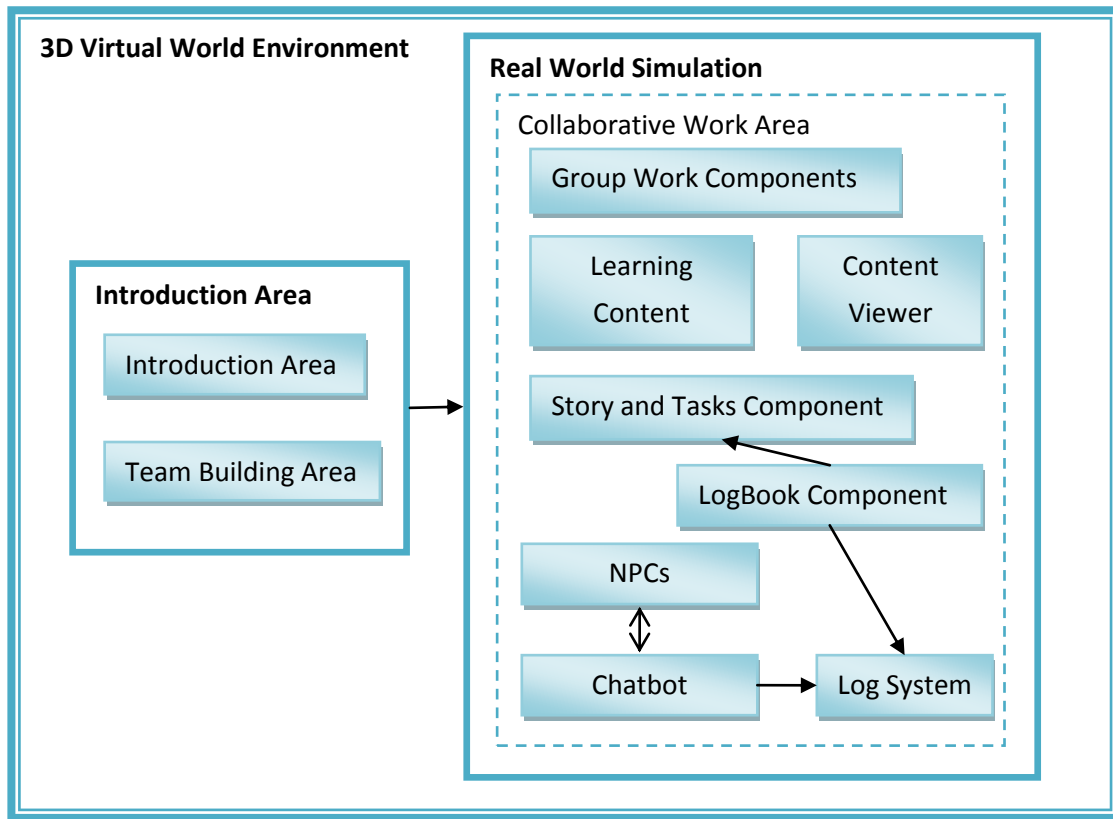 3D Virtual World Environment
Introduction Area
Introduction Area
Team Building Area
Real World Simulation
Collaborative Work Area
Group Work Components
Learning
Content
Content
Viewer
Story and Tasks Component
LogBook Component
NPCs
Chatbot
Log System